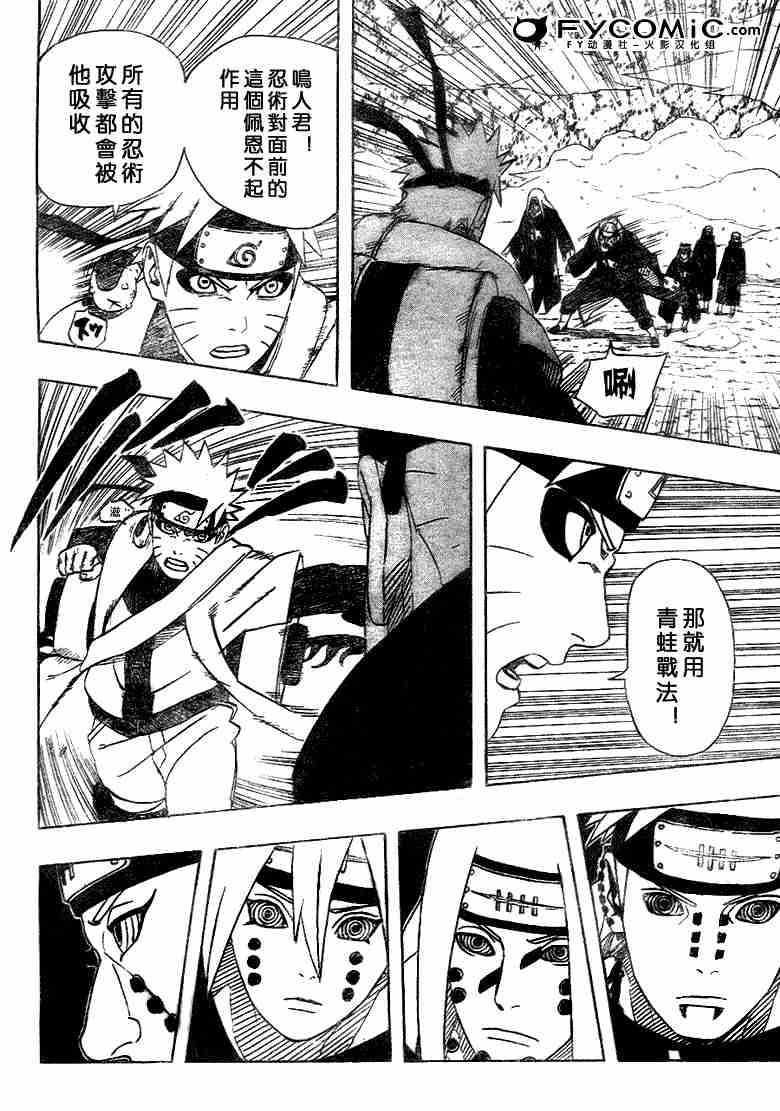 FYCOMIC.com
FY动漫社-火影汉化组
唰
鳴人君！
忍術對面前的
這個佩恩不起
作用
所有的忍術
攻擊都會被
他吸收
那就用
青蛙戰法！
滋